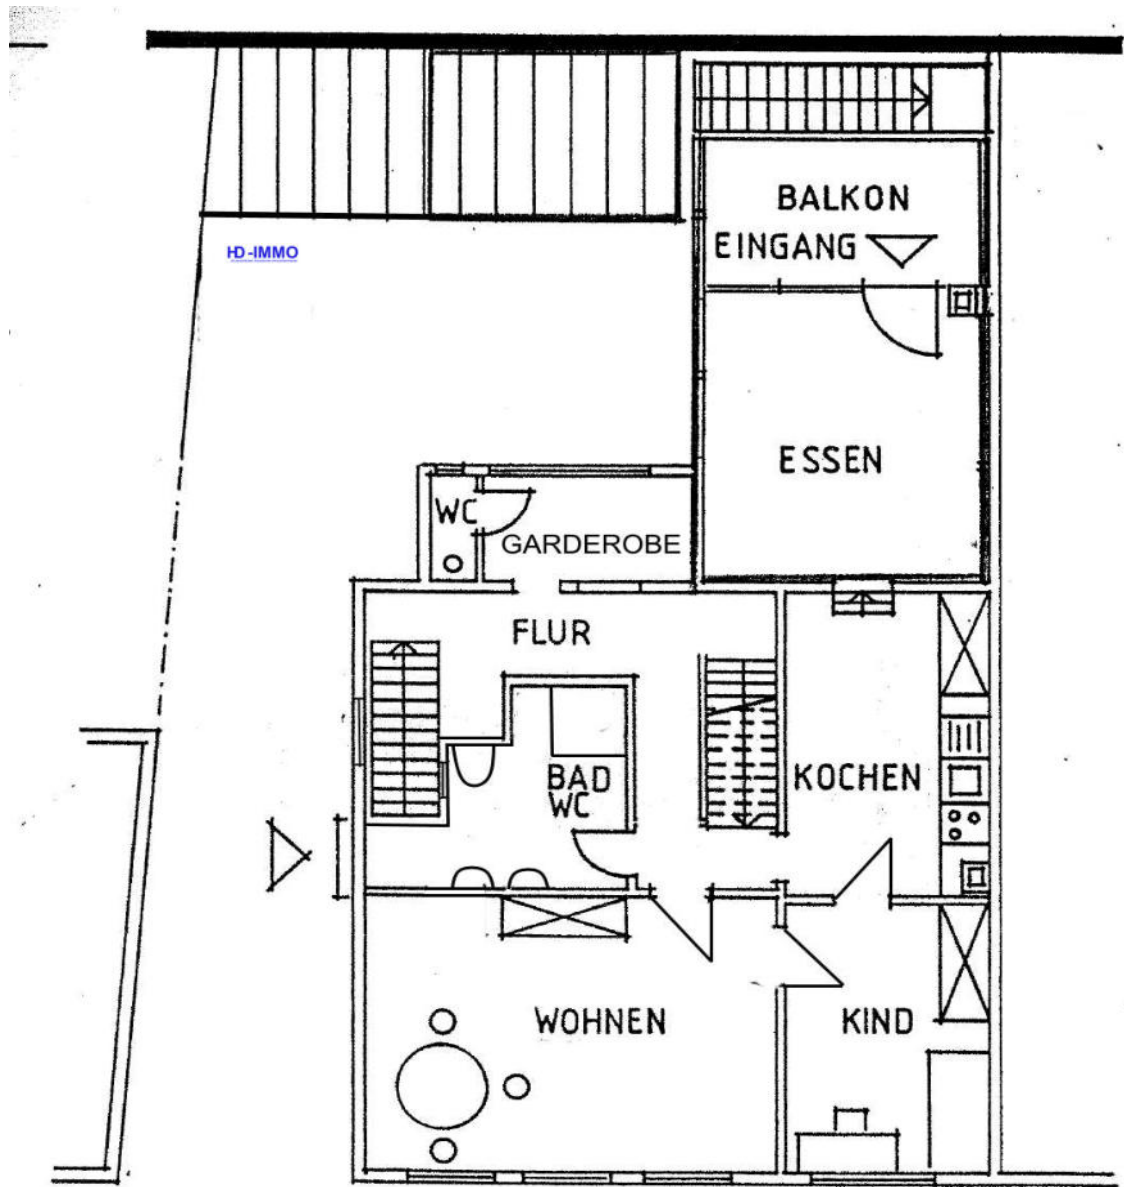 BALKON
EINGANG
HD-IMMO
ESSEN
WC
GARDEROBE
FLUR
BAD
WC
KOCHEN
WOHNEN
KIND